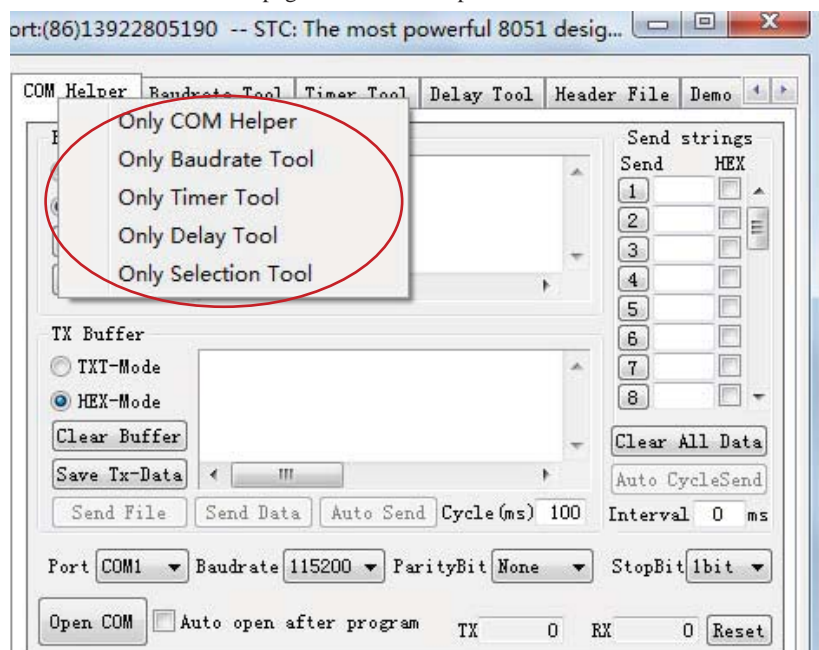 ort:(86)13922805190 -- STC: The most powerful 8051 desig...
COM Helper Baudrate Tool Timer Tool Delay Tool Header File Demo
Only COM Helper
Only Baudrate Tool
Only Timer Tool
Only Delay Tool
Only Selection Tool
Send strings
Send HEX
1
2
3
4
5
6
7
8
TX Buffer
TXT-Mode
HEX-Mode
Clear Buffer
Save Tx-Data
Clear All Data
Auto CycleSend
Send File Send Data Auto Send Cycle(ms) 100 Interval 0 ms
Port COM1 Baudrate 115200 ParityBit None StopBit 1bit
Open COM Auto open after program TX 0 RX 0 Reset